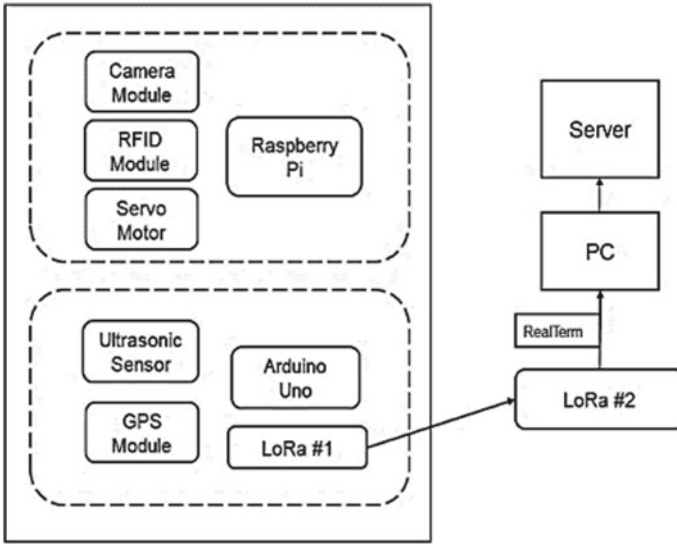 Camera
Module
RFID
Module
Servo
Motor
Raspberry
Pi
Ultrasonic
Sensor
GPS
Module
Arduino
Uno
LoRa #1
Server
PC
RealTerm
LoRa #2